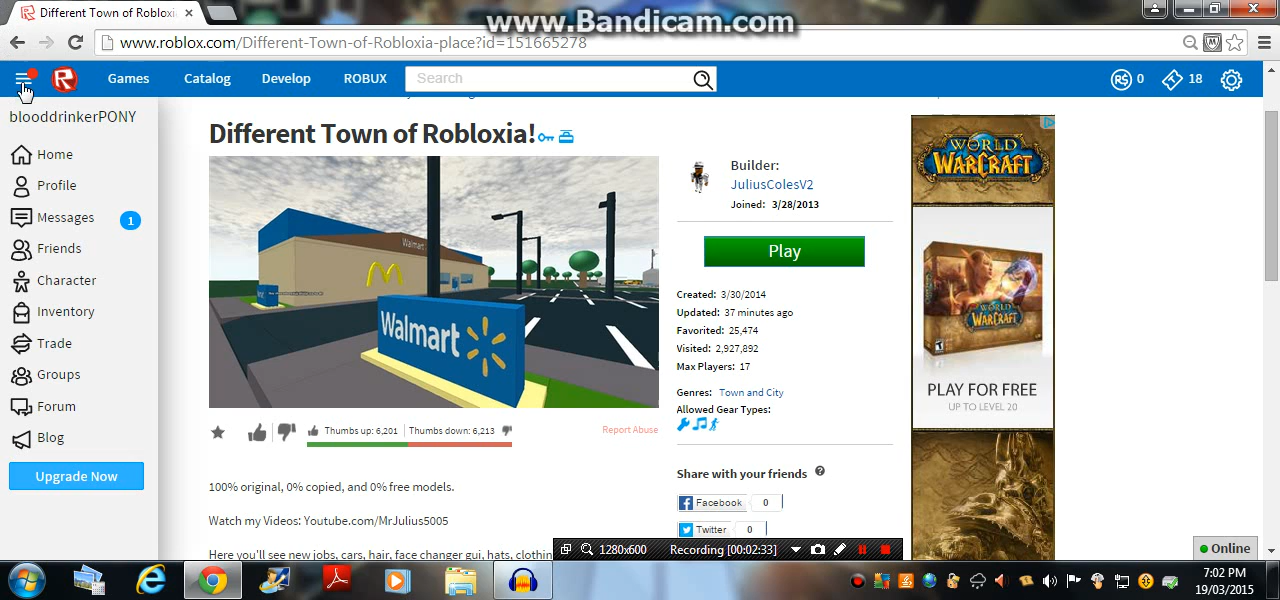 Different Town of Robloxi
www.Bandicam.com
www.roblox.com/Different-Town-of-Robloxia-place?id=151665278
Games
Catalog
Develop
ROBUX
Search
R$ 0
18
blooddrinkerPONY
Home
Profile
Messages
1
Friends
Character
Inventory
Trade
Groups
Forum
Blog
Upgrade Now
Different Town of Robloxia!
Walmart
Walmart
Thumbs up: 6,201
Thumbs down: 6,213
Report Abuse
100% original, 0% copied, and 0% free models.
Watch my Videos: Youtube.com/MrJulius5005
Here you'll see new jobs, cars, hair, face changer gui, hats, clothin
Builder:
JuliusColesV2
Joined: 3/28/2013
Play
Created: 3/30/2014
Updated: 37 minutes ago
Favorited: 25,474
Visited: 2,927,892
Max Players: 17
Genres: Town and City
Allowed Gear Types:
Share with your friends
Facebook 0
Twitter 0
WORLD
WARCRAFT
WORLD
WARCRAFT
PLAY FOR FREE
UP TO LEVEL 20
1280x600
Recording [00:02:33]
Online
7:02 PM
19/03/2015